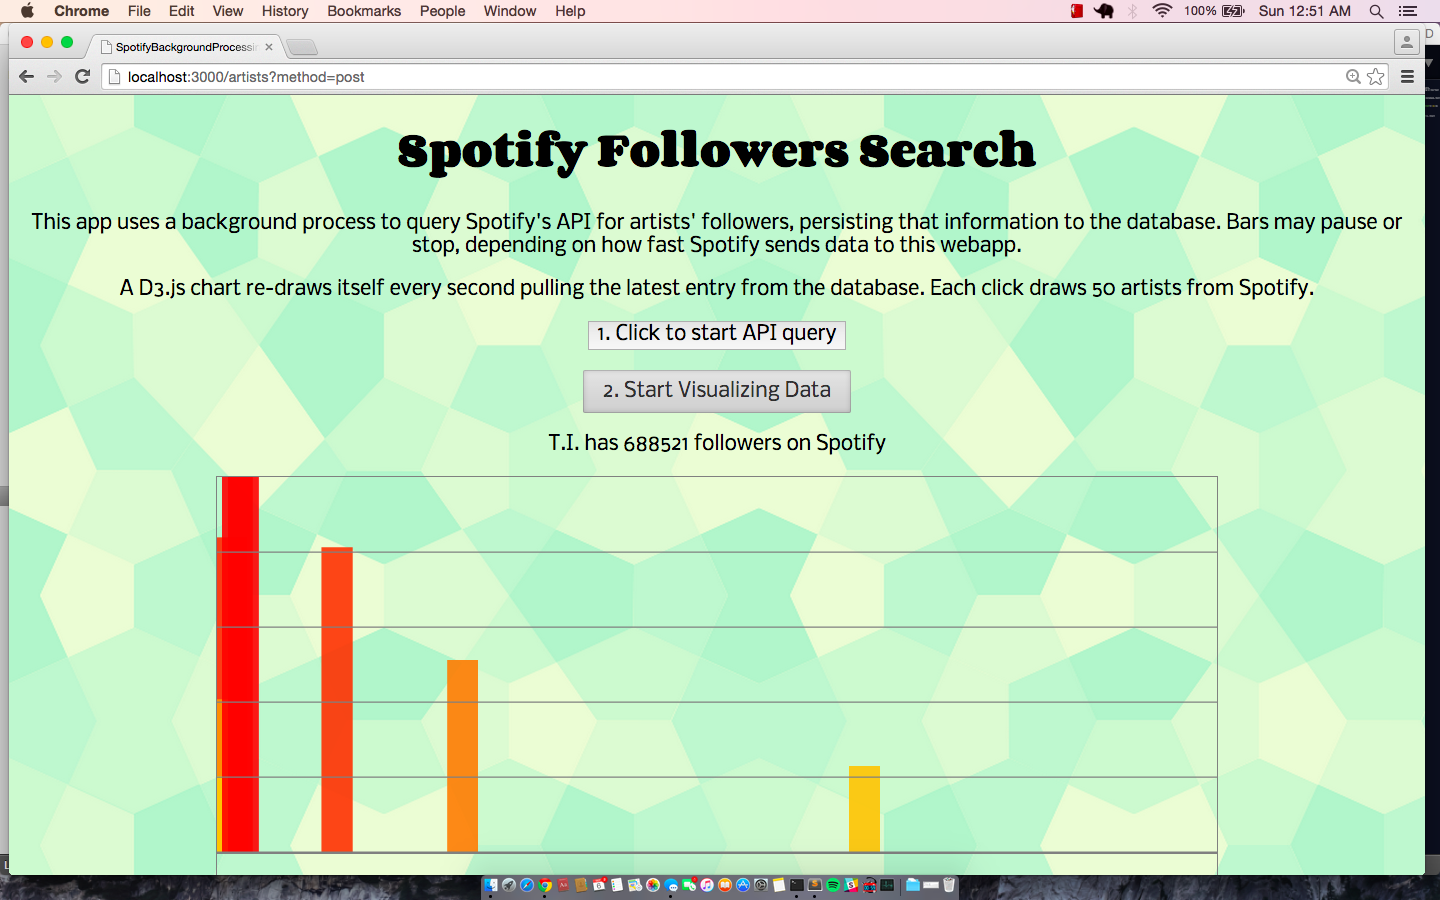 Chrome File Edit View History Bookmarks People Window Help 100% Sun 12:51 AM
SpotifyBackgroundProcessin
localhost:3000/artists?method=post
Spotify Followers Search
This app uses a background process to query Spotify's API for artists' followers, persisting that information to the database. Bars may pause or
stop, depending on how fast Spotify sends data to this webapp.
A D3.js chart re-draws itself every second pulling the latest entry from the database. Each click draws 50 artists from Spotify.
1. Click to start API query
2. Start Visualizing Data
T.I. has 688521 followers on Spotify